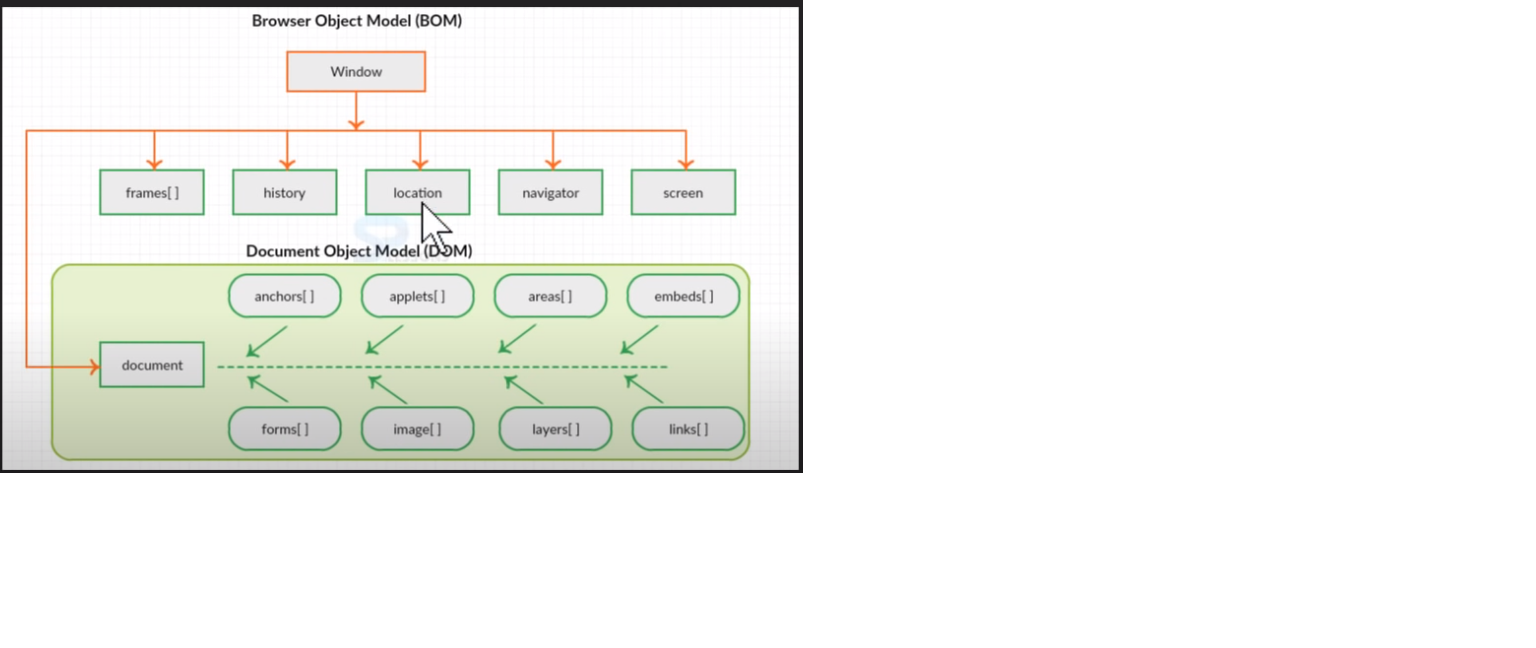 Browser Object Model (BOM)
Window
frames[ ]
history
location
navigator
screen
Document Object Model (DOM)
anchors[ ]
applets[ ]
areas[ ]
embeds[ ]
document
forms[ ]
image[ ]
layers[ ]
links[ ]